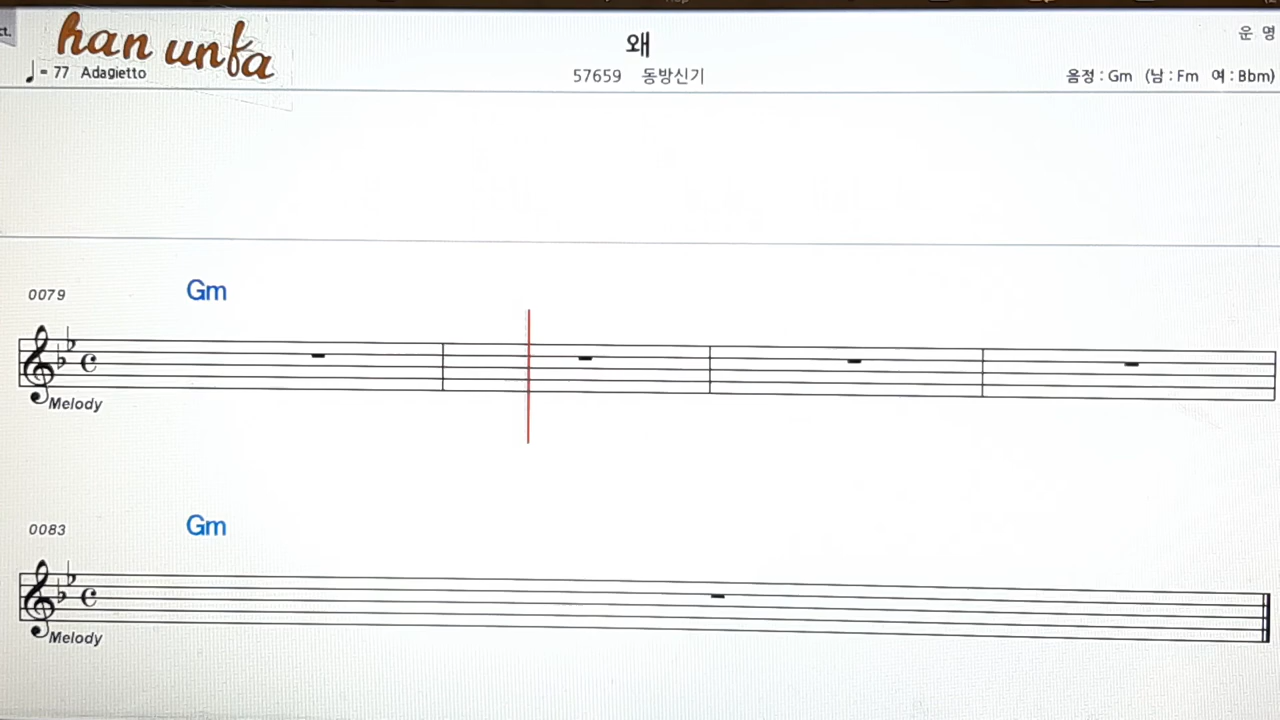 ct.
han unfa
♩= 77 Adagietto
왜
57659 동방신기
운 명
음정 : Gm (남 : Fm 여 : Bbm)
0079 Gm
Melody
0083 Gm
Melody